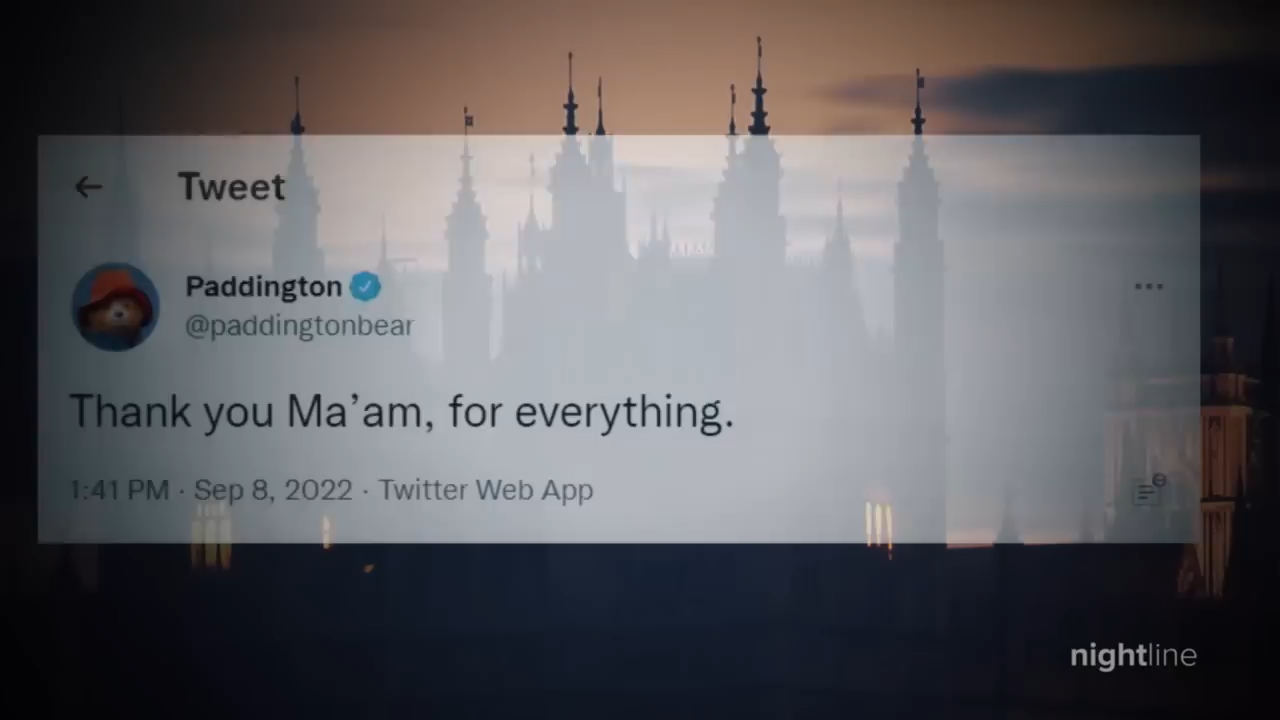 Tweet
Paddington
@paddingtonbear
Thank you Ma’am, for everything.
1:41 PM · Sep 8, 2022 · Twitter Web App
nightline